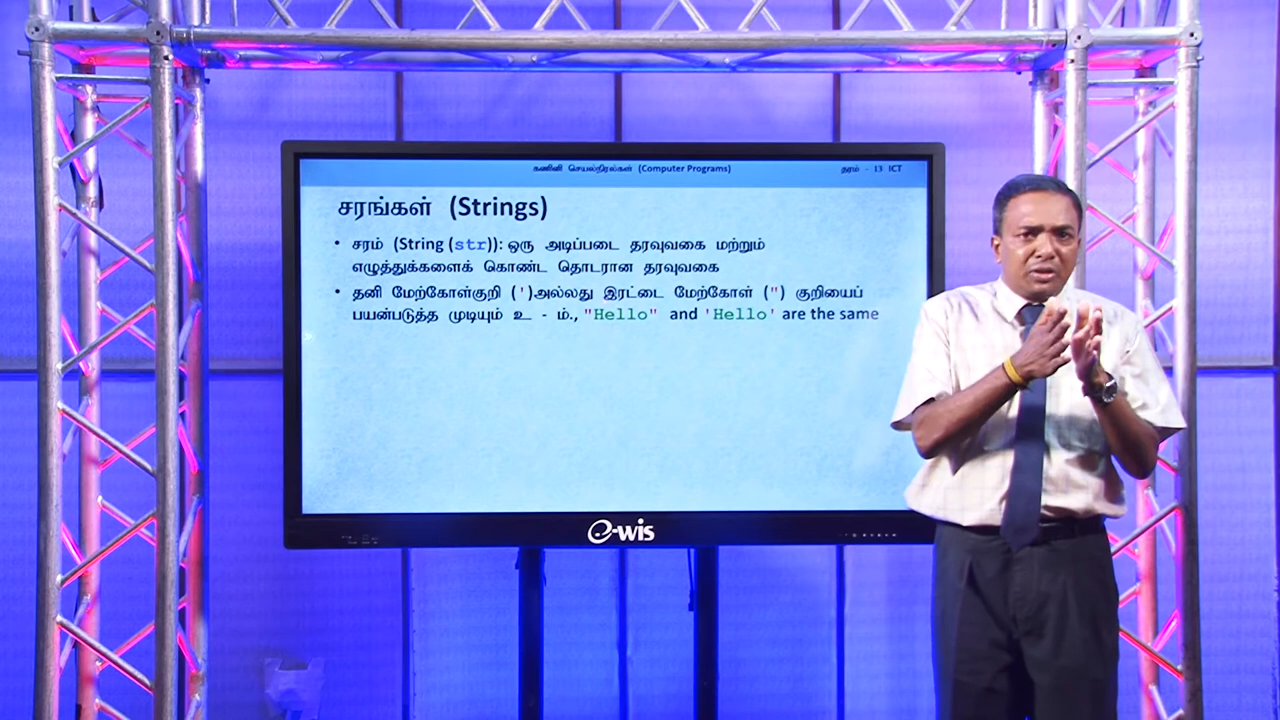 கணினி செயல்நிரல்கள் (Computer Programs) தரம் - 13 ICT
சரங்கள் (Strings)
• சரம் (String (str)): ஒரு அடிப்படை தரவுவகை மற்றும்
எழுத்துக்களைக் கொண்ட தொடரான தரவுவகை
• தனி மேற்கோள்குறி (')அல்லது இரட்டை மேற்கோள் (") குறியைப்
பயன்படுத்த முடியும் உ - ம்., "Hello" and 'Hello' are the same
e-wis